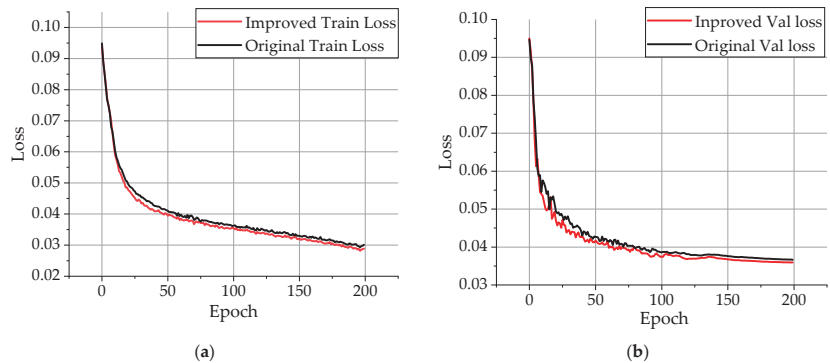 Improved Train Loss
Original Train Loss
0.10
0.09
0.08
0.07
0.06
0.05
0.04
0.03
0.02
Loss
0
50
100
150
200
Epoch
(a)
Inproved Val loss
Original Val loss
0.10
0.09
0.08
0.07
0.06
0.05
0.04
0.03
Loss
0
50
100
150
200
Epoch
(b)